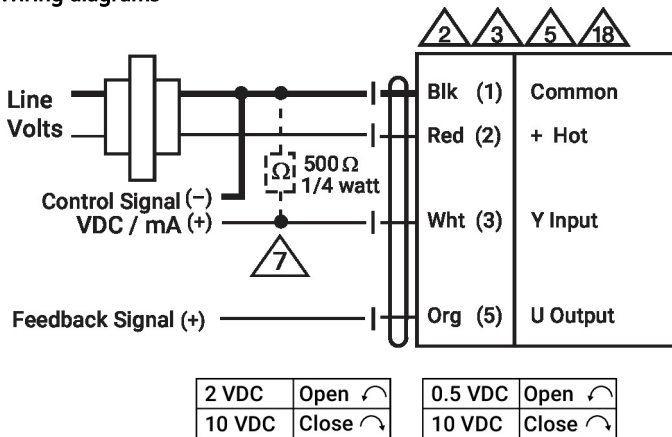 Wiring diagrams
2 3 5 18
Line
Volts
Blk (1) Common
Red (2) + Hot
Ω 500 Ω
1/4 watt
Control Signal (−)
VDC / mA (+)
Wht (3) Y Input
7
Feedback Signal (+)
Org (5) U Output
2 VDC Open
10 VDC Close
0.5 VDC Open
10 VDC Close